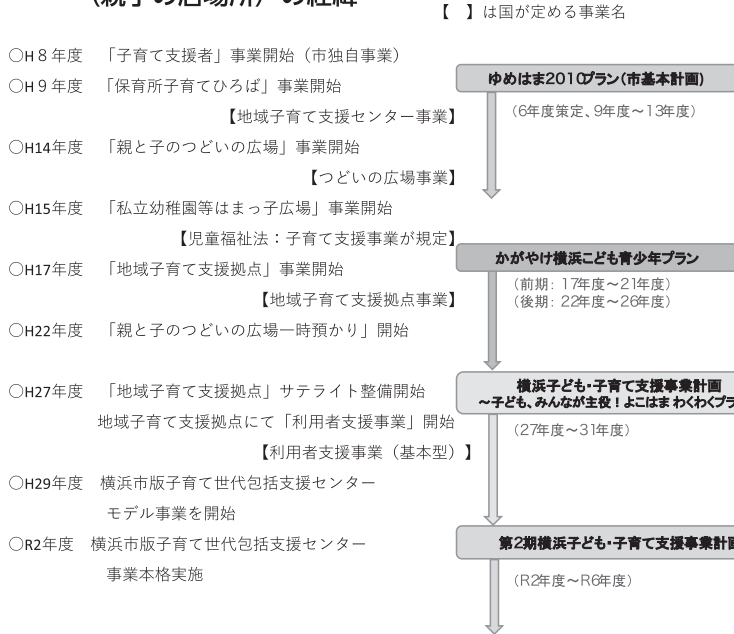 （親子の居場所）の経緯
【　】は国が定める事業名
○H８年度　「子育て支援者」事業開始（市独自事業）
○H９年度　「保育所子育てひろば」事業開始
【地域子育て支援センター事業】
○H14年度　「親と子のつどいの広場」事業開始
【つどいの広場事業】
○H15年度　「私立幼稚園等はまっ子広場」事業開始
【児童福祉法：子育て支援事業が規定】
○H17年度　「地域子育て支援拠点」事業開始
【地域子育て支援拠点事業】
○H22年度　「親と子のつどいの広場一時預かり」開始
○H27年度　「地域子育て支援拠点」サテライト整備開始
地域子育て支援拠点にて「利用者支援事業」開始
【利用者支援事業（基本型）】
○H29年度　横浜市版子育て世代包括支援センター
モデル事業を開始
○R2年度　横浜市版子育て世代包括支援センター
事業本格実施
ゆめはま2010プラン(市基本計画)
（6年度策定、9年度～13年度）
かがやけ横浜こども青少年プラン
（前期：17年度～21年度）
（後期：22年度～26年度）
横浜子ども・子育て支援事業計画
～子ども、みんなが主役！よこはま わくわくプラ
（27年度～31年度）
第2期横浜子ども・子育て支援事業計画
（R2年度～R6年度）